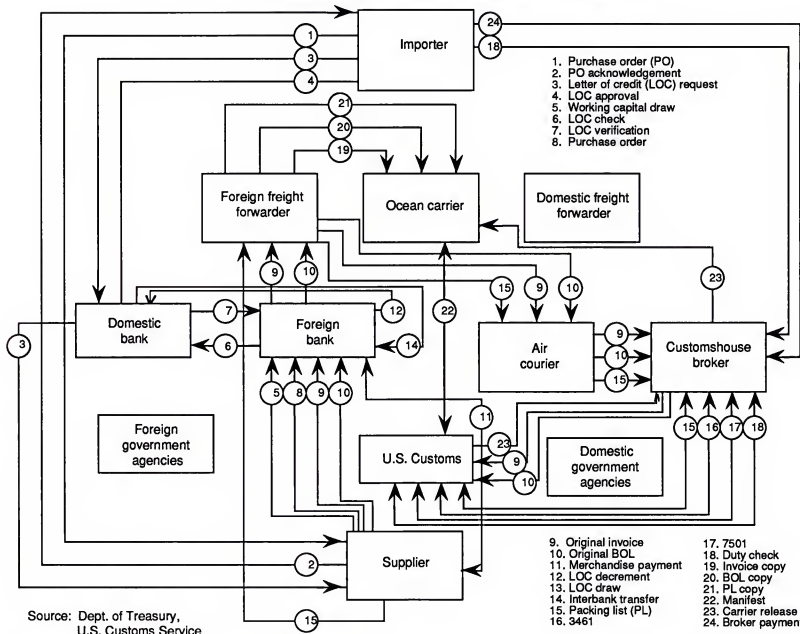 24
1
18
Importer
3
4
1. Purchase order (PO)
2. PO acknowledgement
3. Letter of credit (LOC) request
4. LOC approval
5. Working capital draw
6. LOC check
7. LOC verification
8. Purchase order
21
20
19
Foreign freight
forwarder
Ocean carrier
Domestic freight
forwarder
9
10
15
9
10
23
22
12
7
Domestic
bank
Foreign
bank
3
6
14
Air
courier
9
10
15
Customshouse
broker
5
8
9
10
11
Foreign
government
agencies
U.S. Customs
23
9
10
Domestic
government
agencies
15
16
17
18
Supplier
2
15
9. Original invoice
10. Original BOL
11. Merchandise payment
12. LOC decrement
13. LOC draw
14. Interbank transfer
15. Packing list (PL)
16. 3461
17. 7501
18. Duty check
19. Invoice copy
20. BOL copy
21. PL copy
22. Manifest
23. Carrier release
24. Broker payment
Source: Dept. of Treasury,
U.S. Customs Service